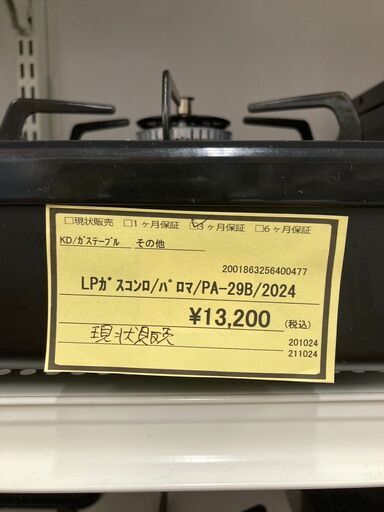 □現状販売 □1ヶ月保証 ☑3ヶ月保証 □6ヶ月保証
KD/ガステーブル その他
2001863256400477
LPガスコンロ/パロマ/PA-29B/2024
¥13,200 (税込)
現状販売
201024
211024